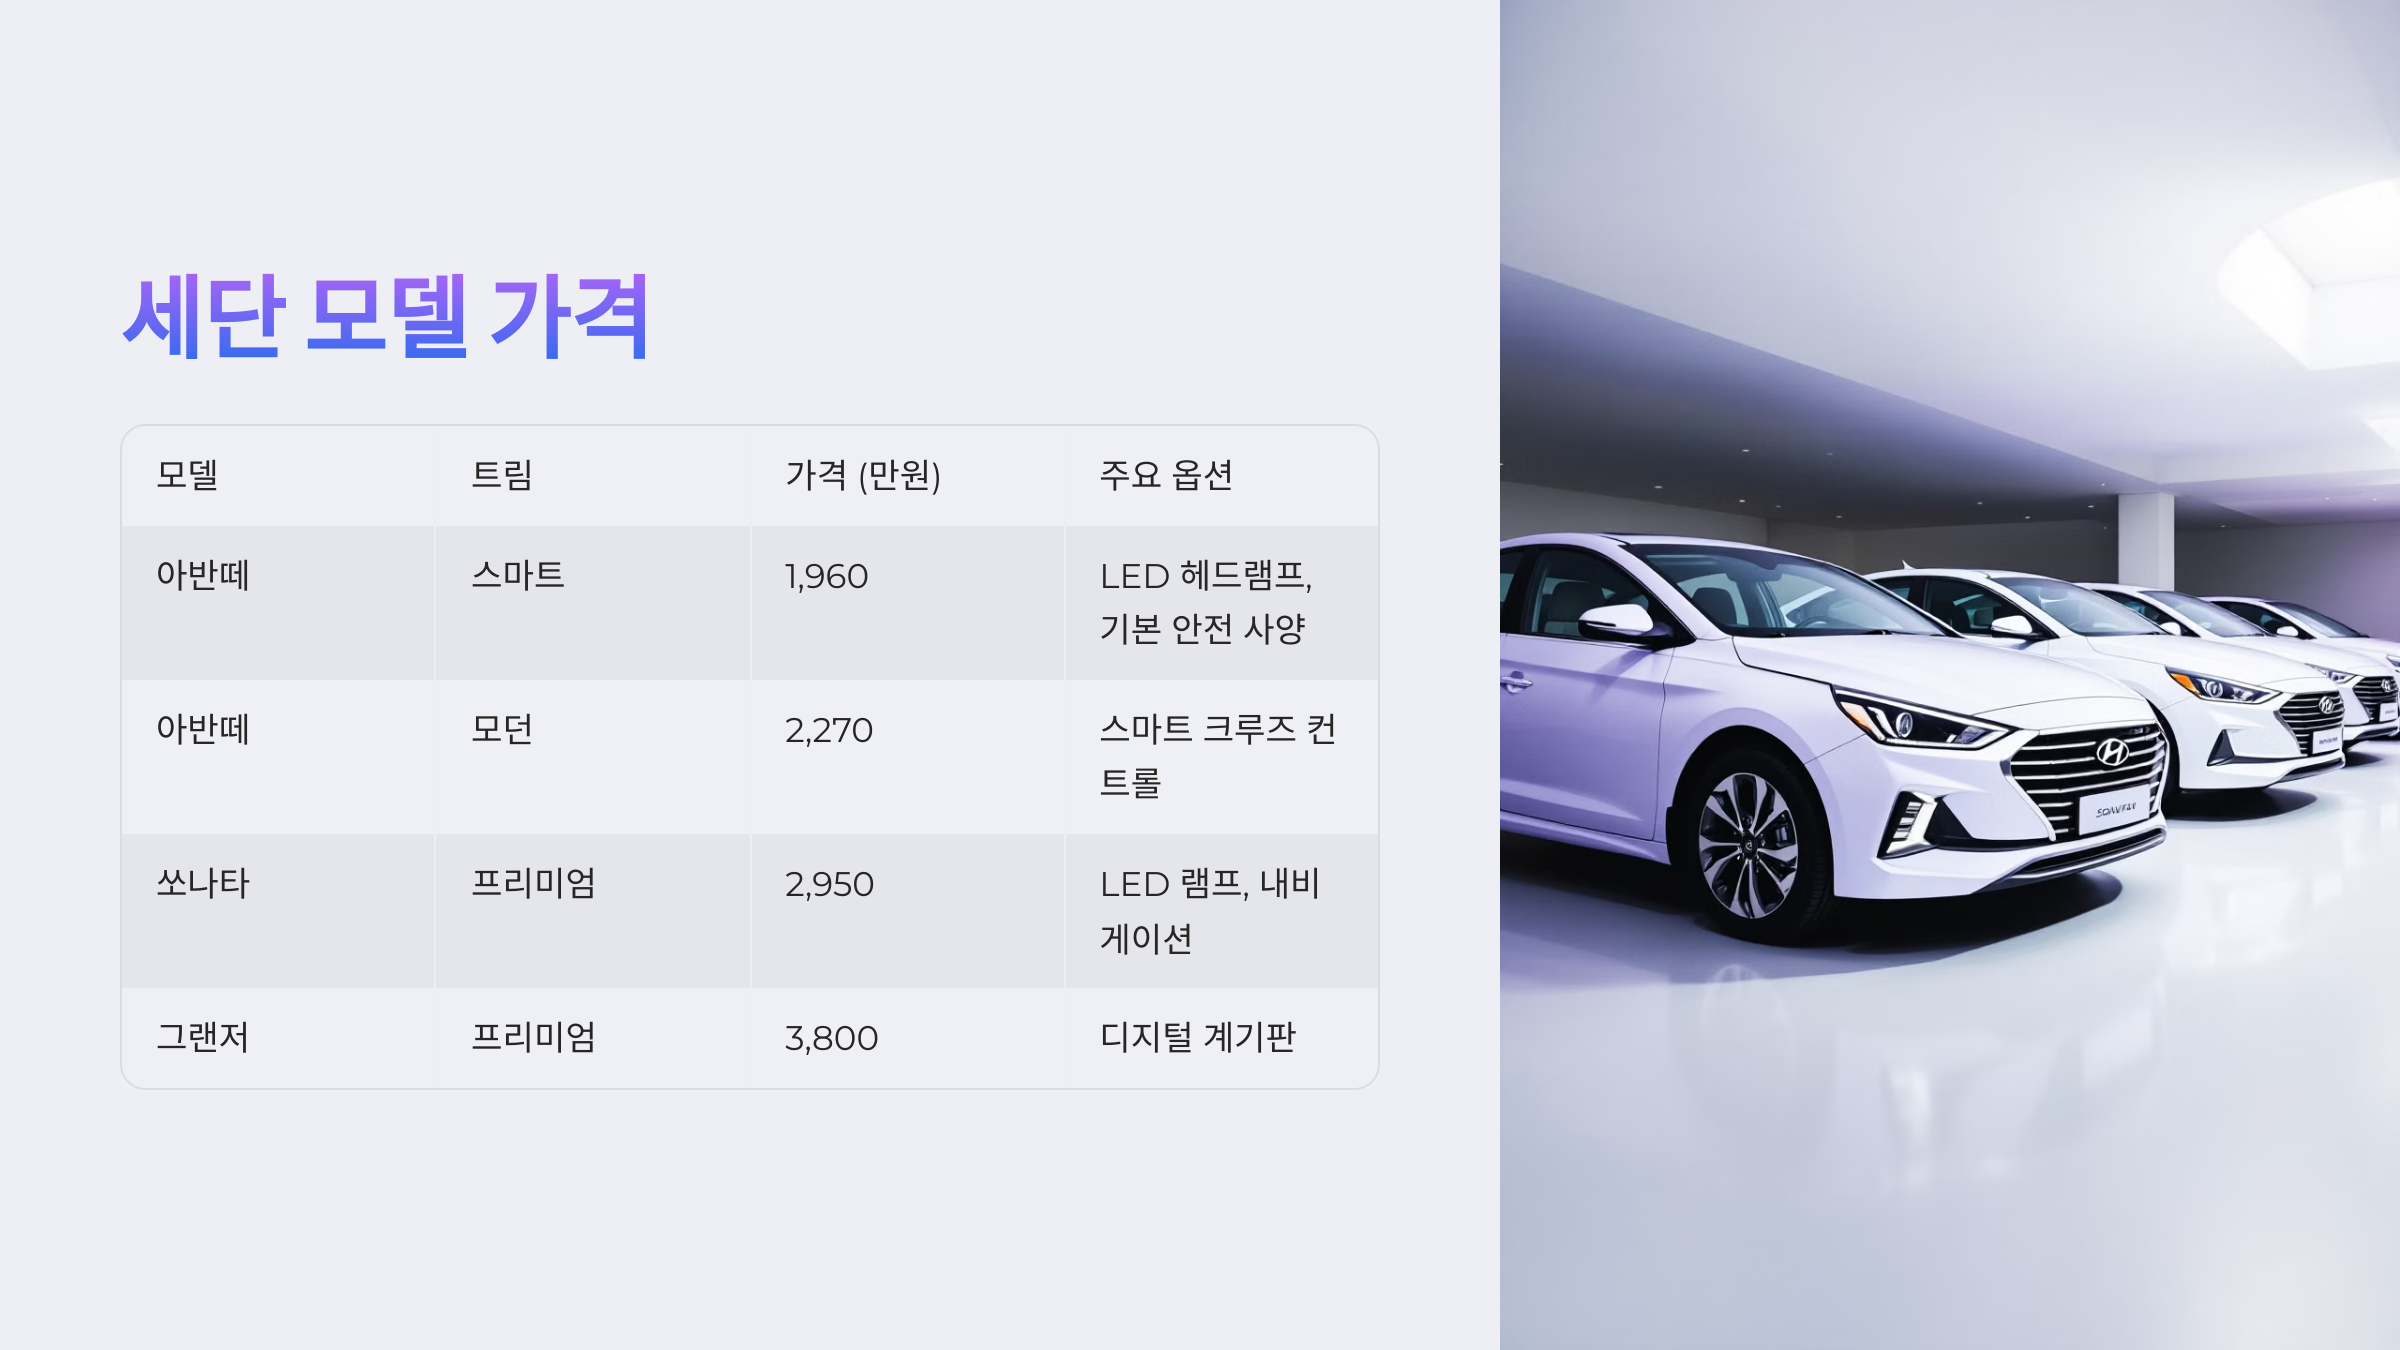 세단 모델 가격
모델 트림 가격 (만원) 주요 옵션
아반떼 스마트 1,960 LED 헤드램프,
기본 안전 사양
아반떼 모던 2,270 스마트 크루즈 컨
트롤
쏘나타 프리미엄 2,950 LED 램프, 내비
게이션
그랜저 프리미엄 3,800 디지털 계기판